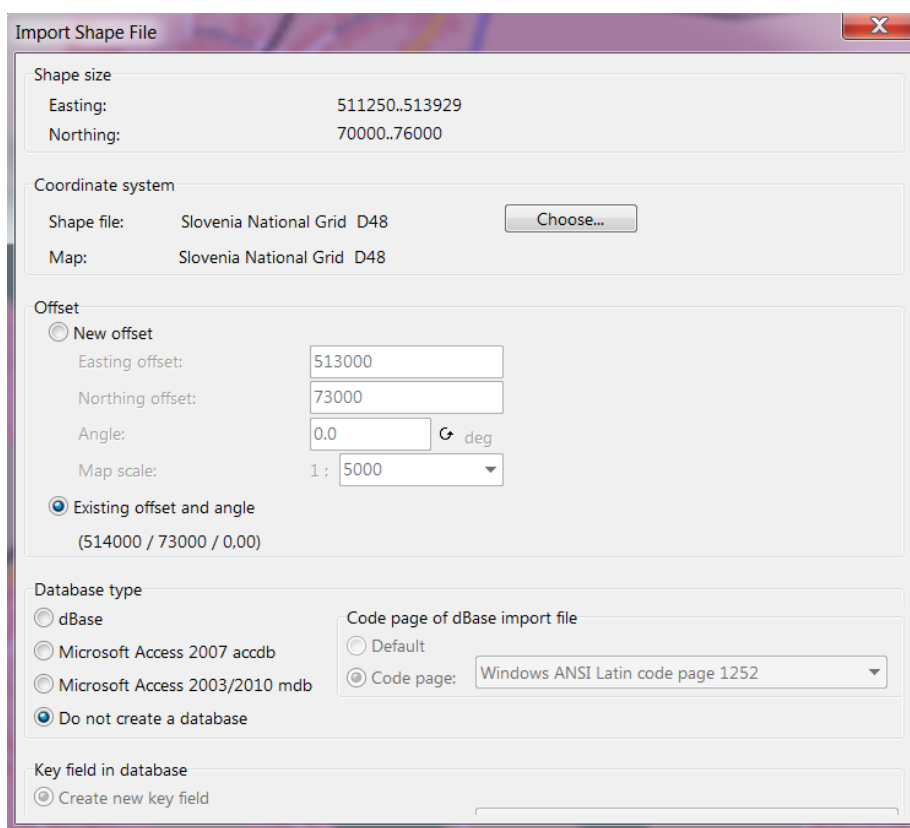 Import Shape File
X
Shape size
Easting: 511250..513929
Northing: 70000..76000
Coordinate system
Shape file: Slovenia National Grid D48 Choose...
Map: Slovenia National Grid D48
Offset
New offset
Easting offset: 513000
Northing offset: 73000
Angle: 0.0 deg
Map scale: 1 : 5000
Existing offset and angle
(514000 / 73000 / 0,00)
Database type
dBase
Microsoft Access 2007 accdb
Microsoft Access 2003/2010 mdb
Do not create a database
Code page of dBase import file
Default
Code page: Windows ANSI Latin code page 1252
Key field in database
Create new key field